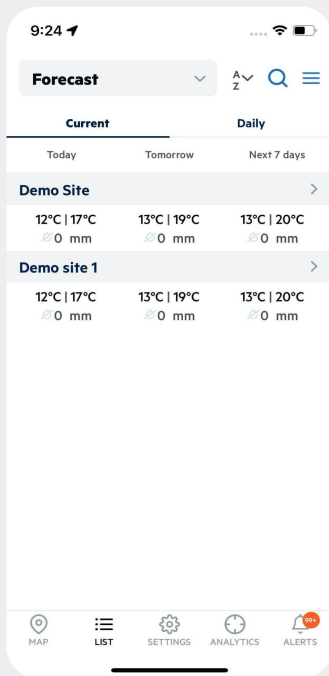 9:24
Forecast
A
Z
Current Daily
Today Tomorrow Next 7 days
Demo Site
12°C | 17°C 13°C | 19°C 13°C | 20°C
0 mm 0 mm 0 mm
Demo site 1
12°C | 17°C 13°C | 19°C 13°C | 20°C
0 mm 0 mm 0 mm
99+
MAP LIST SETTINGS ANALYTICS ALERTS